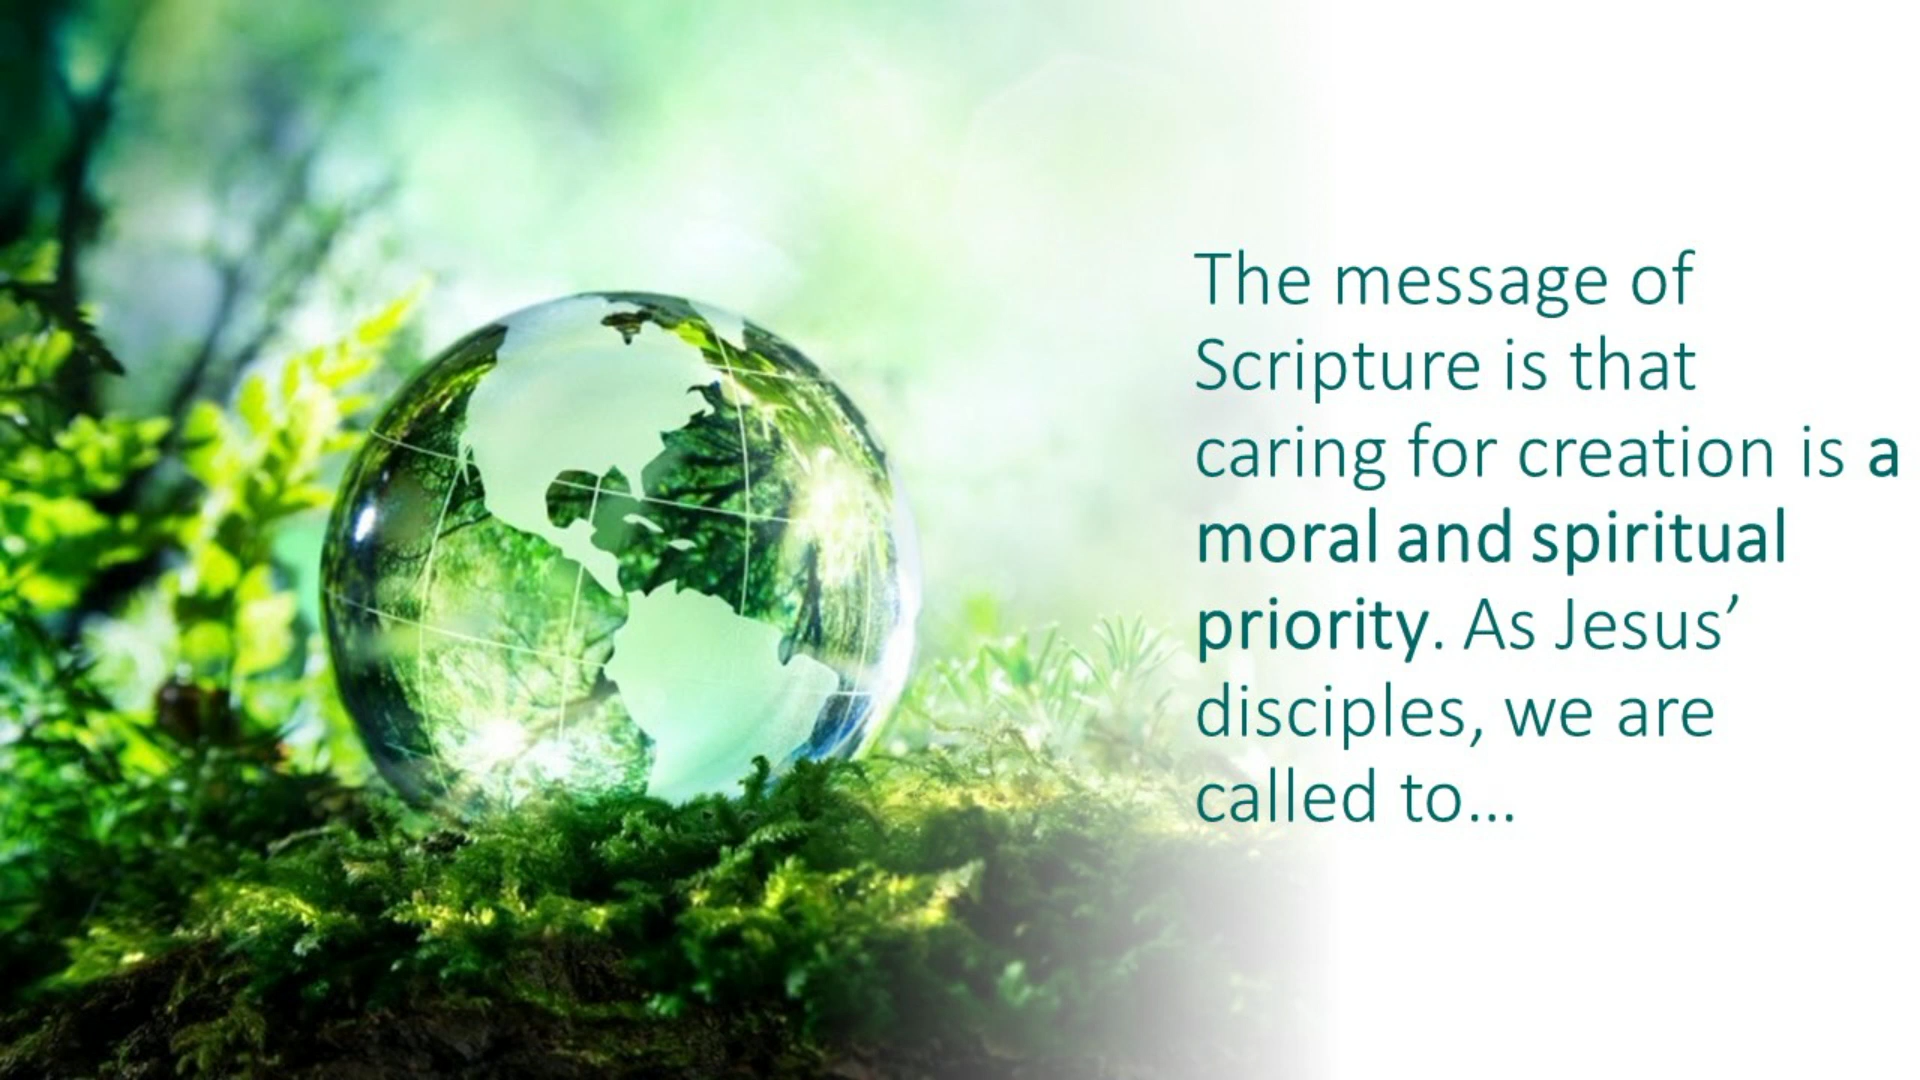 The message of
Scripture is that
caring for creation is a
moral and spiritual
priority. As Jesus’
disciples, we are
called to...